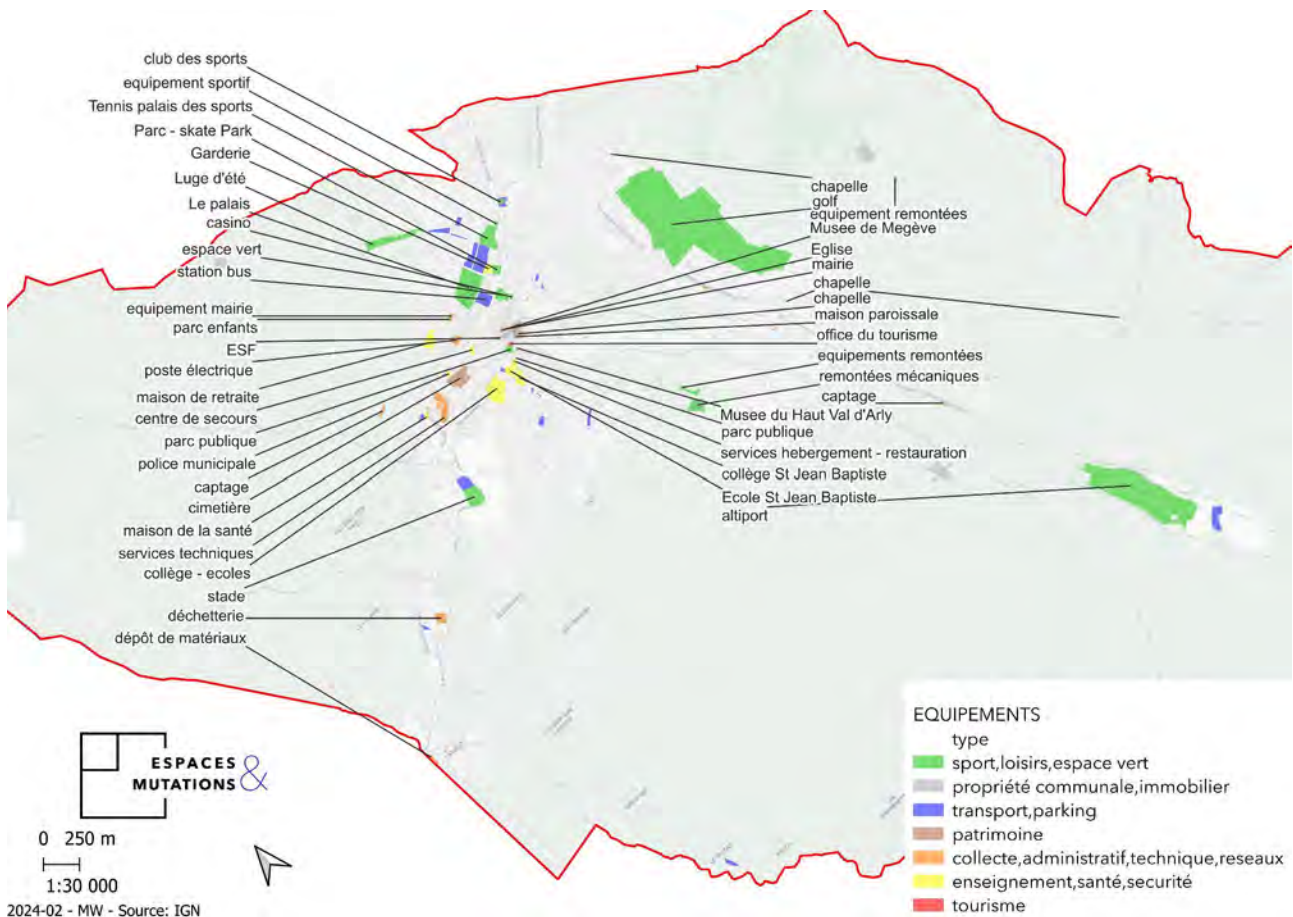 club des sports
equipement sportif
Tennis palais des sports
Parc - skate Park
Garderie
Luge d'été
Le palais
casino
espace vert
station bus
equipement mairie
parc enfants
ESF
poste électrique
maison de retraite
centre de secours
parc publique
police municipale
captage
cimetière
maison de la santé
services techniques
collège - ecoles
stade
déchetterie
dépôt de matériaux
chapelle
golf
equipement remontées
Musee de Megève
Eglise
mairie
chapelle
chapelle
maison paroissale
office du tourisme
equipements remontées
remontées mécaniques
captage
Musee du Haut Val d'Arly
parc publique
services hebergement - restauration
collège St Jean Baptiste
Ecole St Jean Baptiste
altiport
ESPACES &
MUTATIONS
0 250 m
1:30 000
2024-02 - MW - Source: IGN
EQUIPEMENTS
type
sport,loisirs,espace vert
propriété communale,immobilier
transport,parking
patrimoine
collecte,administratif,technique,reseaux
enseignement,santé,securité
tourisme